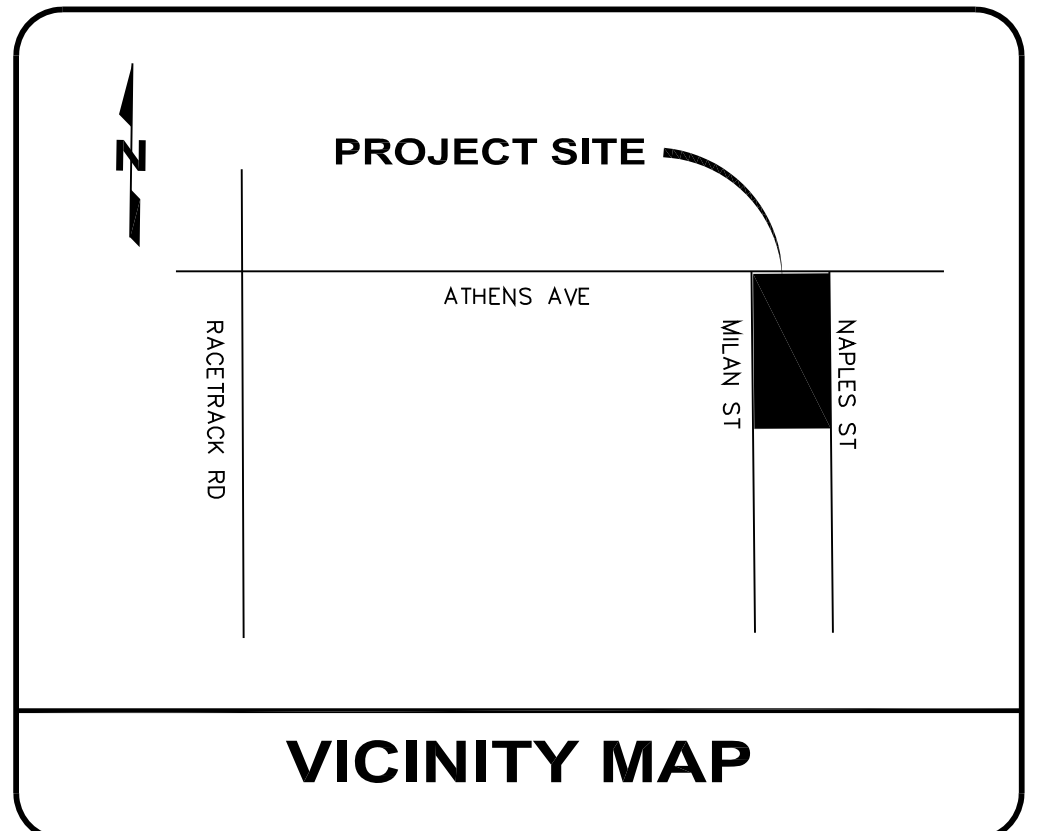 N
PROJECT SITE
ATHENS AVE
RACETRACK RD
MILAN ST
NAPLES ST
VICINITY MAP